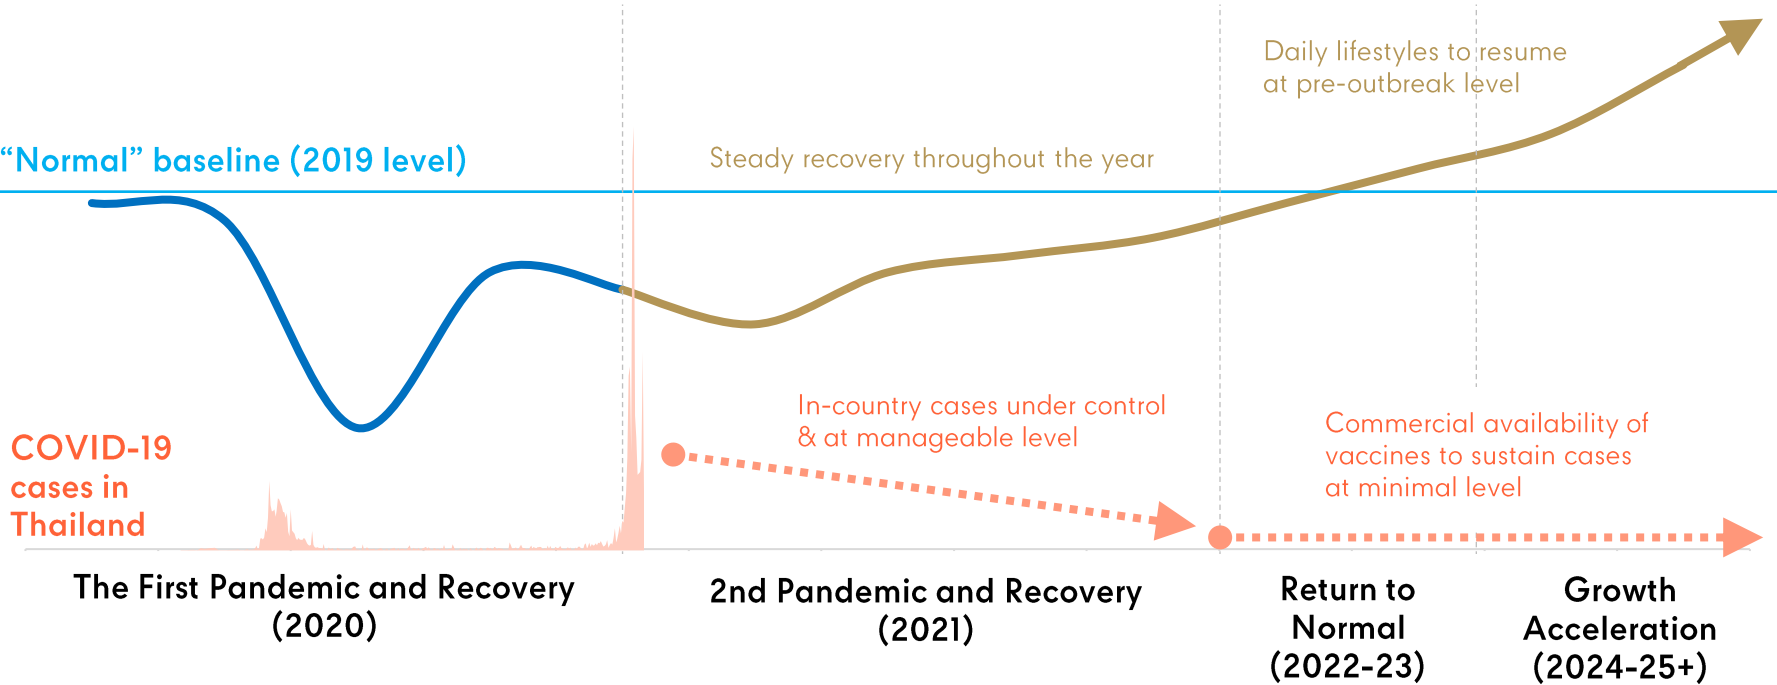 Daily lifestyles to resume
at pre-outbreak level
“Normal” baseline (2019 level)
Steady recovery throughout the year
In-country cases under control
& at manageable level
Commercial availability of
vaccines to sustain cases
at minimal level
COVID-19
cases in
Thailand
The First Pandemic and Recovery
(2020)
2nd Pandemic and Recovery
(2021)
Return to
Normal
(2022-23)
Growth
Acceleration
(2024-25+)